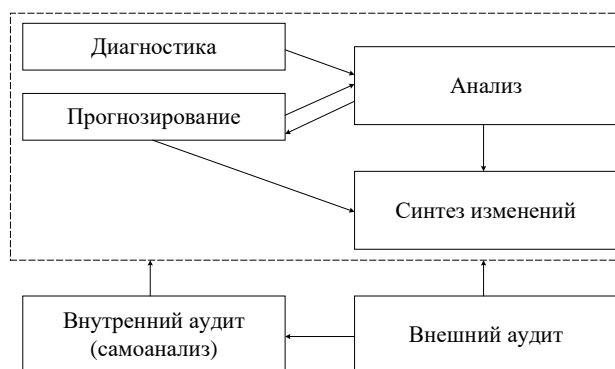 Диагностика
Анализ
Прогнозирование
Синтез изменений
Внутренний аудит
(самоанализ)
Внешний аудит